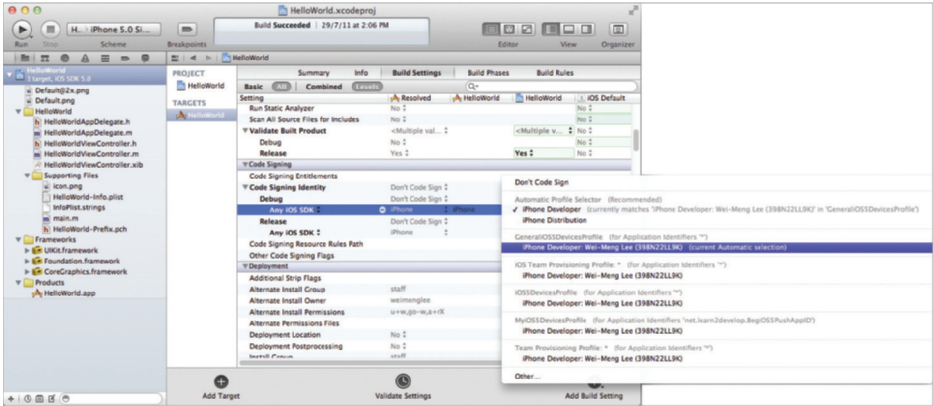 HelloWorld.xcodeproj
H... iPhone 5.0 Si...
Build Succeeded | 29/7/11 at 2:06 PM
Run Stop Scheme Breakpoints Editor View Organizer
HelloWorld
HelloWorld
1 target, iOS SDK 5.0
Default@2x.png
Default.png
HelloWorld
HelloWorldAppDelegate.h
HelloWorldAppDelegate.m
HelloWorldViewController.h
HelloWorldViewController.m
HelloWorldViewController.xib
Supporting Files
icon.png
HelloWorld-Info.plist
InfoPlist.strings
main.m
HelloWorld-Prefix.pch
Frameworks
UIKit.framework
Foundation.framework
CoreGraphics.framework
Products
HelloWorld.app
PROJECT
HelloWorld
TARGETS
HelloWorld
Summary Info Build Settings Build Phases Build Rules
Basic All Combined Levels
Setting Resolved HelloWorld HelloWorld iOS Default
Run Static Analyzer No No
Scan All Source Files for Includes No No
Validate Built Product <Multiple val... <Multiple v... No
Debug No No
Release Yes Yes No
Code Signing
Code Signing Entitlements
Code Signing Identity Don't Code Sign
Debug Don't Code Sign
Any iOS SDK iPhone iPhone
Release Don't Code Sign
Any iOS SDK iPhone
Code Signing Resource Rules Path
Other Code Signing Flags
Deployment
Additional Strip Flags
Alternate Install Group staff
Alternate Install Owner weimenglee
Alternate Install Permissions u+w,go-w,a+rX
Alternate Permissions Files
Deployment Location No
Deployment Postprocessing No
Install Group staff
Add Target Validate Settings Add Build Setting
Don't Code Sign
Automatic Profile Selector (Recommended)
✓ iPhone Developer (currently matches 'iPhone Developer: Wei-Meng Lee (398N22LL9K)' in 'GeneraliOS5DevicesProfile')
iPhone Distribution
GeneraliOS5DevicesProfile (for Application Identifiers '*')
iPhone Developer: Wei-Meng Lee (398N22LL9K) (current Automatic selection)
iOS Team Provisioning Profile: * (for Application Identifiers '*')
iPhone Developer: Wei-Meng Lee (398N22LL9K)
iOS5DevicesProfile (for Application Identifiers '*')
iPhone Developer: Wei-Meng Lee (398N22LL9K)
MyiOS5DevicesProfile (for Application Identifiers 'net.learn2develop.BegiOS5PushAppID')
iPhone Developer: Wei-Meng Lee (398N22LL9K)
Team Provisioning Profile: * (for Application Identifiers '*')
iPhone Developer: Wei-Meng Lee (398N22LL9K)
Other...